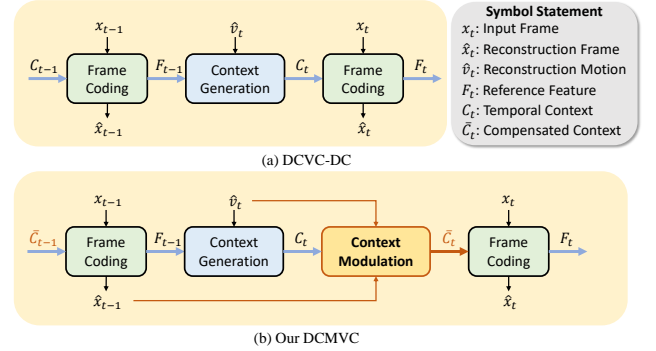 x_{t−1}
v̂_t
x_t
C_{t−1}
Frame Coding
F_{t−1}
Context Generation
C_t
Frame Coding
F_t
x̂_{t−1}
x̂_t
(a) DCVC-DC
Symbol Statement
x_t: Input Frame
x̂_t: Reconstruction Frame
v̂_t: Reconstruction Motion
F_t: Reference Feature
C_t: Temporal Context
C̄_t: Compensated Context
x_{t−1}
v̂_t
x_t
C̄_{t−1}
Frame Coding
F_{t−1}
Context Generation
C_t
Context Modulation
C̄_t
Frame Coding
F_t
x̂_{t−1}
x̂_t
(b) Our DCMVC